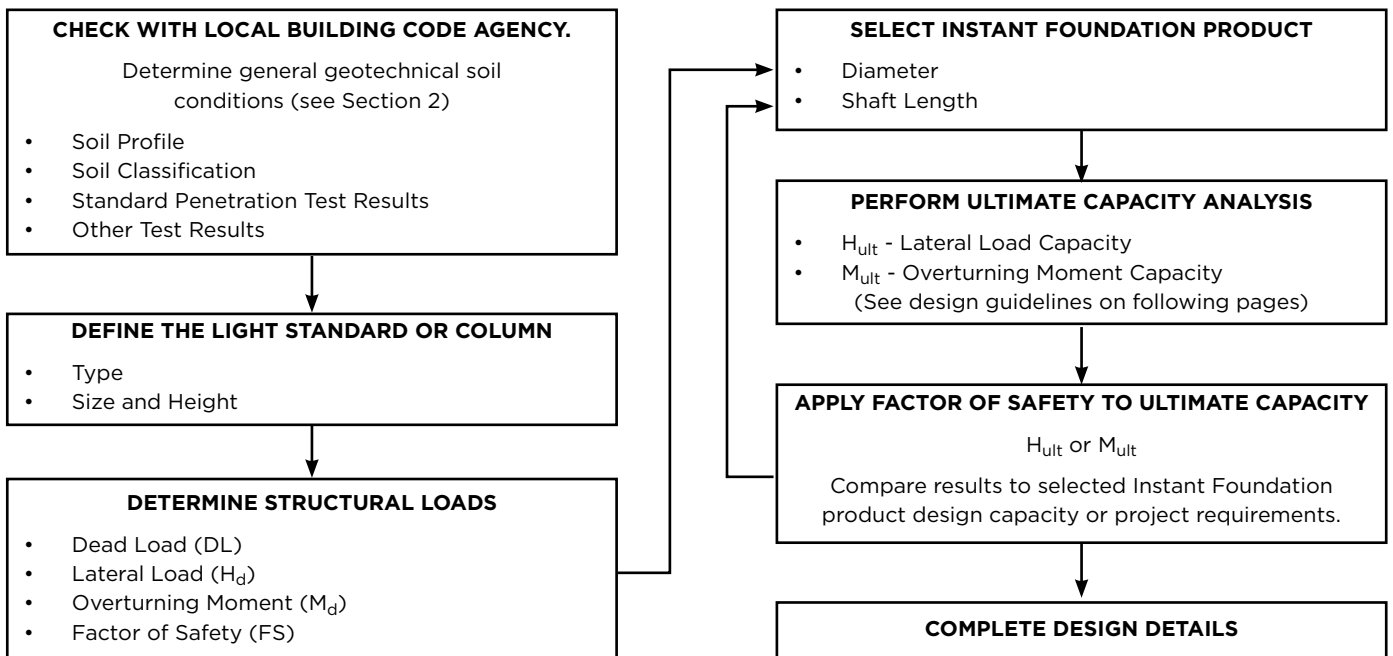 CHECK WITH LOCAL BUILDING CODE AGENCY.
Determine general geotechnical soil
conditions (see Section 2)
• Soil Profile
• Soil Classification
• Standard Penetration Test Results
• Other Test Results
DEFINE THE LIGHT STANDARD OR COLUMN
• Type
• Size and Height
DETERMINE STRUCTURAL LOADS
• Dead Load (DL)
• Lateral Load (Hd)
• Overturning Moment (Md)
• Factor of Safety (FS)
SELECT INSTANT FOUNDATION PRODUCT
• Diameter
• Shaft Length
PERFORM ULTIMATE CAPACITY ANALYSIS
• Hult - Lateral Load Capacity
• Mult - Overturning Moment Capacity
(See design guidelines on following pages)
APPLY FACTOR OF SAFETY TO ULTIMATE CAPACITY
Hult or Mult
Compare results to selected Instant Foundation
product design capacity or project requirements.
COMPLETE DESIGN DETAILS